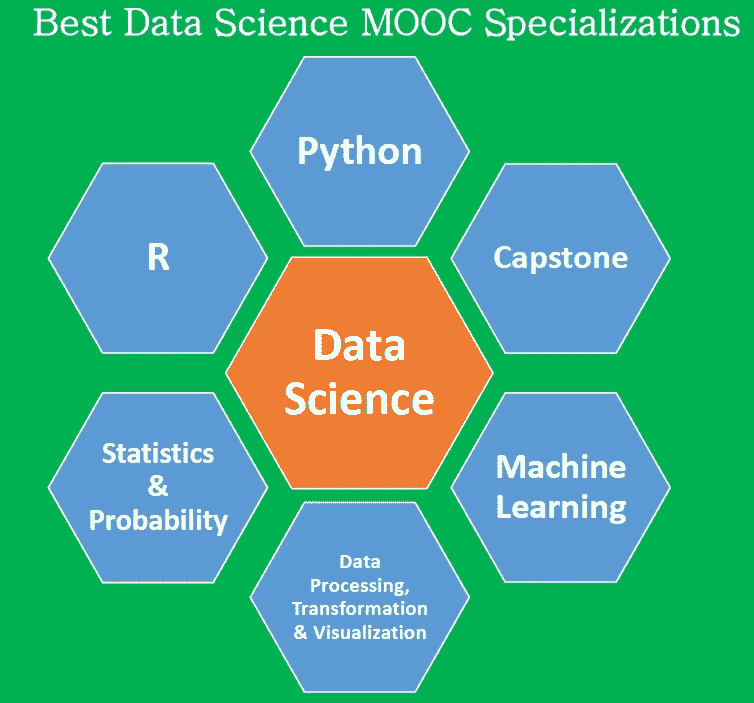 Best Data Science MOOC Specializations
Python
R
Capstone
Data
Science
Statistics
&
Probability
Machine
Learning
Data
Processing,
Transformation
& Visualization